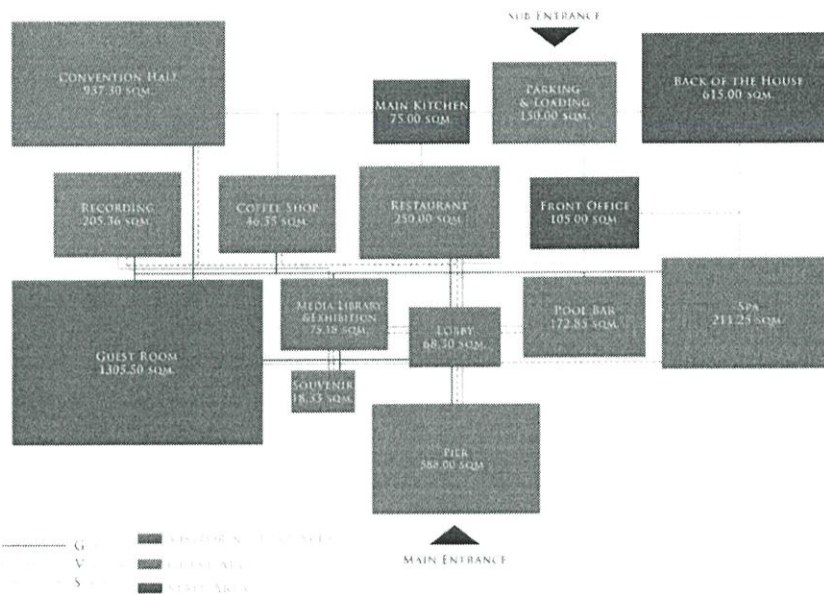 SUB ENTRANCE
CONVENTION HALL
937.30 SQM.
MAIN KITCHEN
75.00 SQM.
PARKING
& LOADING
150.00 SQM.
BACK OF THE HOUSE
615.00 SQM.
RECORDING
205.36 SQM.
COFFEE SHOP
46.55 SQM.
RESTAURANT
250.00 SQM.
FRONT OFFICE
105.00 SQM.
MEDIA LIBRARY
& EXHIBITION
75.18 SQM.
LOBBY
68.30 SQM.
POOL BAR
172.85 SQM.
SPA
211.25 SQM.
GUEST ROOM
1305.50 SQM.
SOUVENIR
18.33 SQM.
PIER
588.00 SQM.
MAIN ENTRANCE
G
V
S